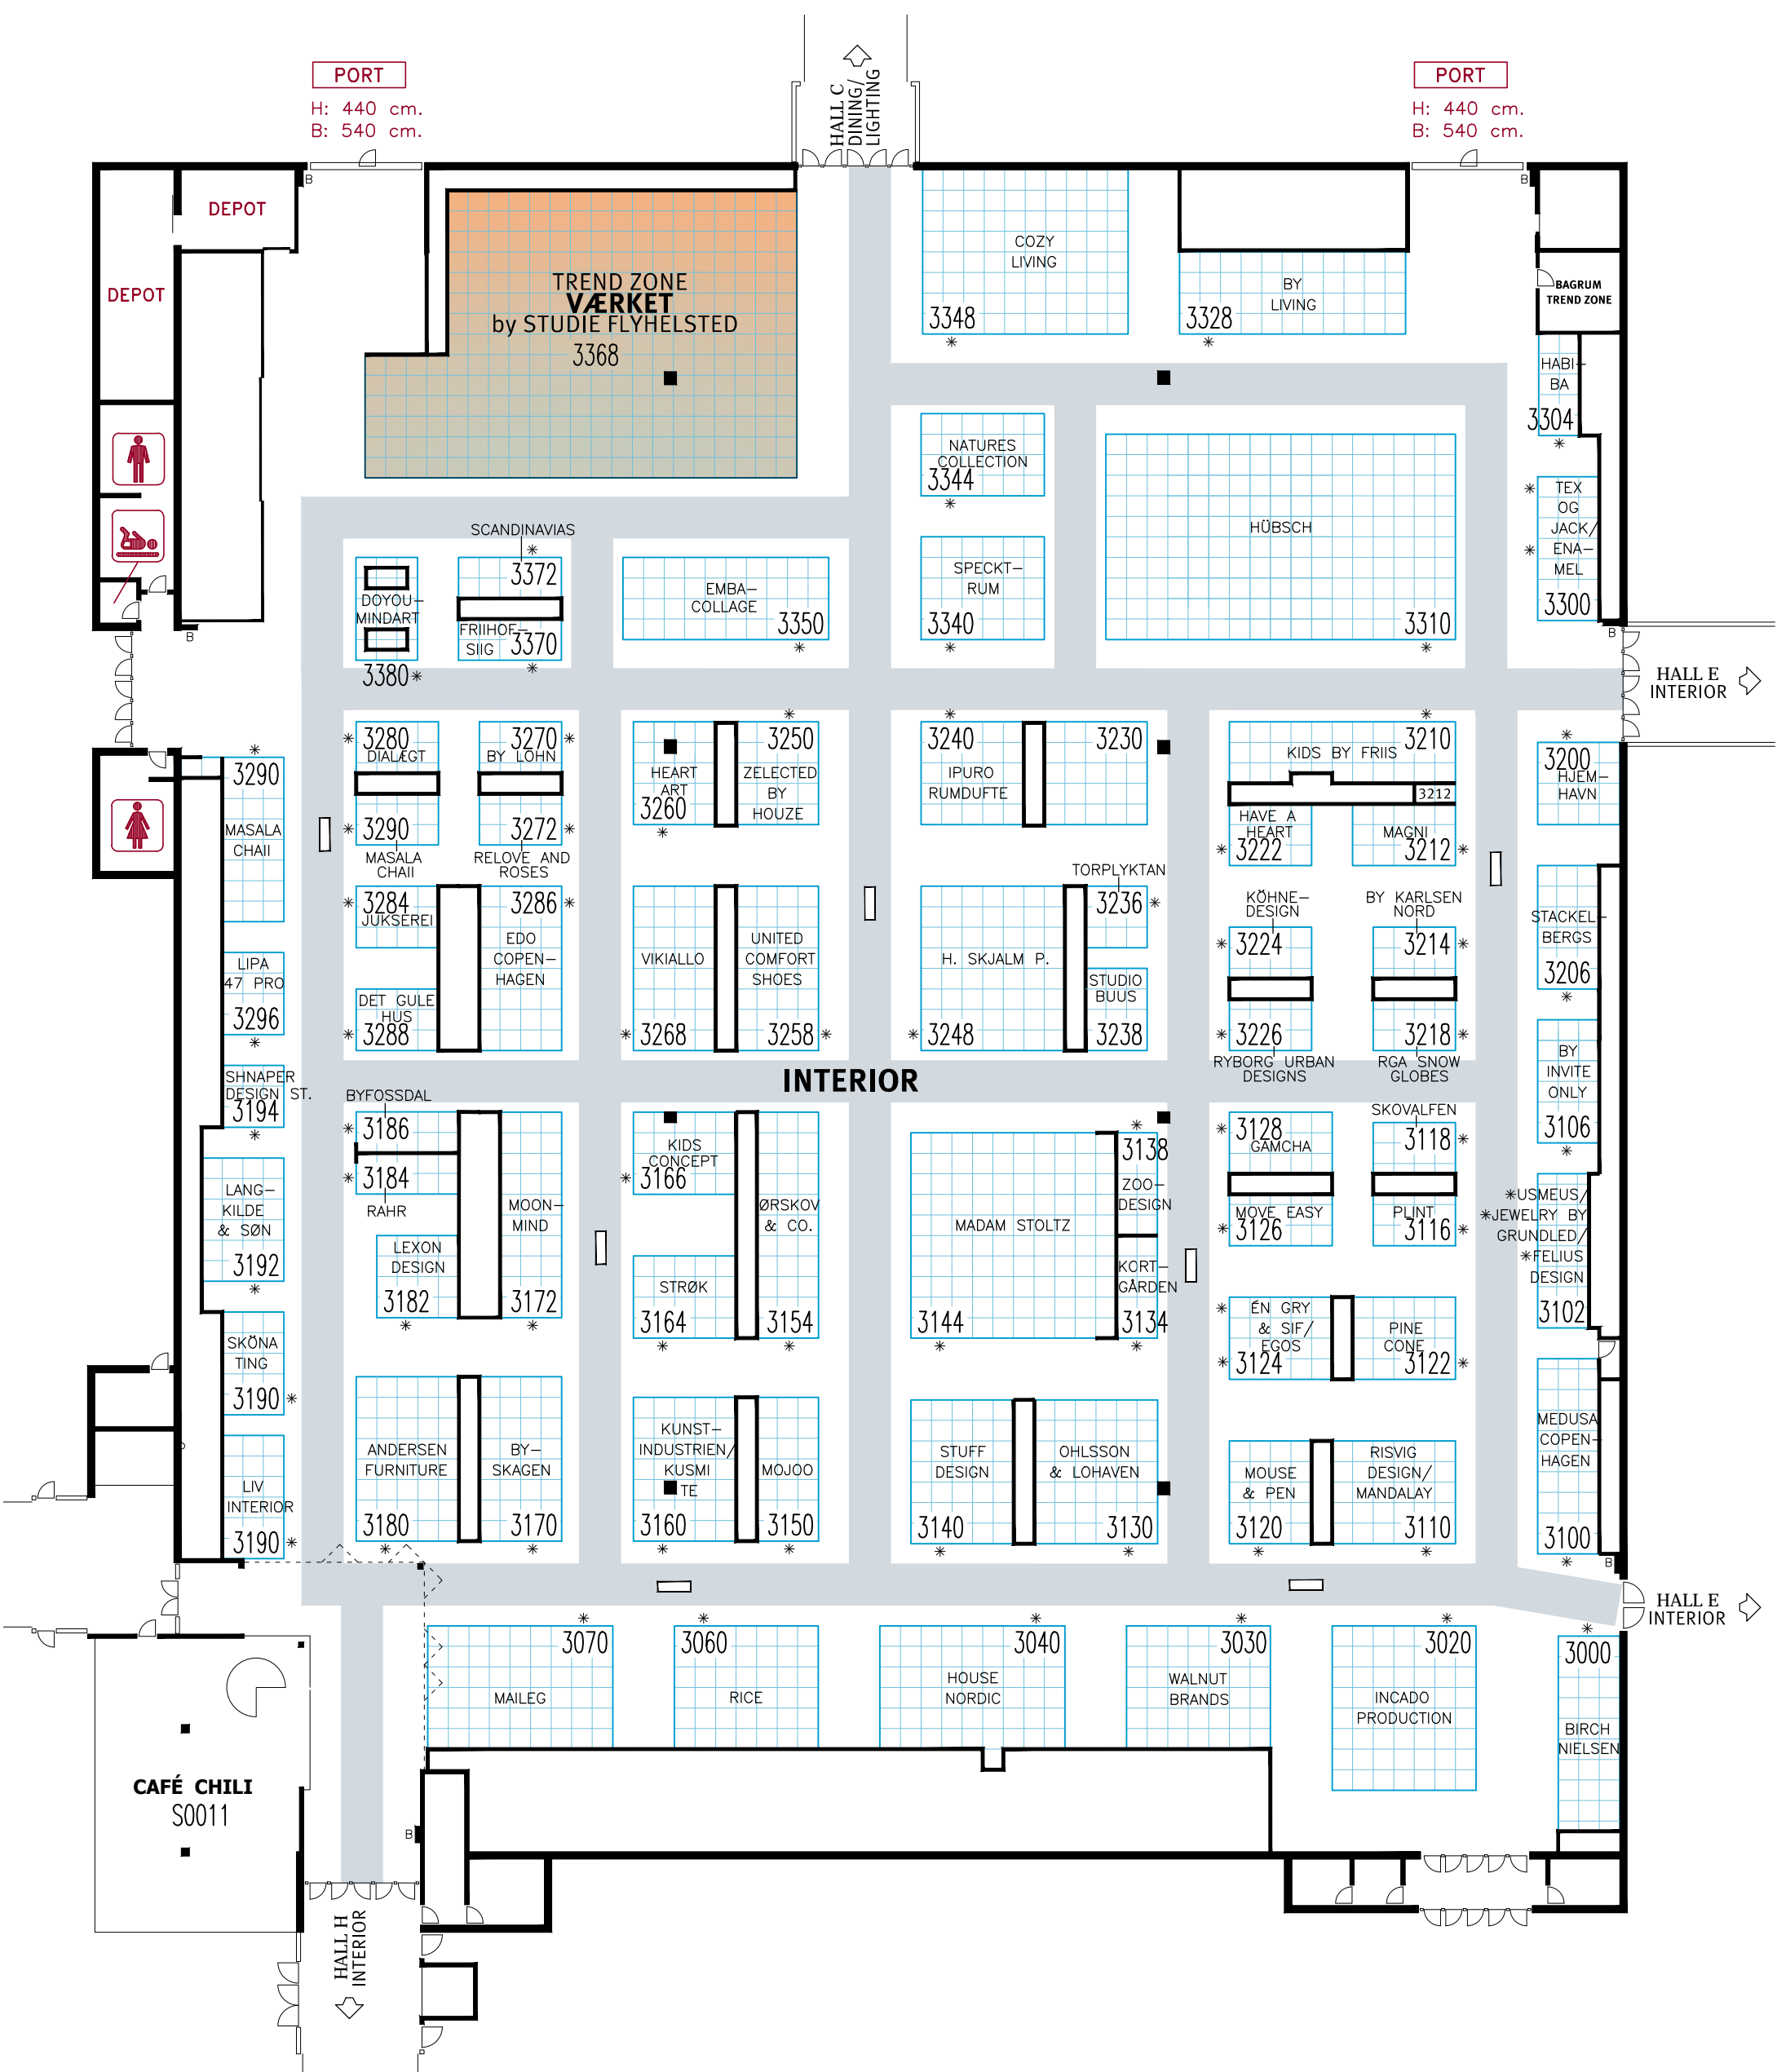 PORT
H: 440 cm.
B: 540 cm.
HALL C
DINING/
LIGHTING
PORT
H: 440 cm.
B: 540 cm.
B
B
DEPOT
DEPOT
TREND ZONE
VÆRKET
by STUDIE FLYHELSTED
3368
COZY
LIVING
3348
*
BY
LIVING
3328
*
BAGRUM
TREND ZONE
HABI-
BA
3304
*
NATURES
COLLECTION
3344
*
HÜBSCH
3310
*
* TEX
OG
JACK/
* ENA-
MEL
3300
B
SCANDINAVIAS
*
3372
DOYOU-
MINDART
3380*
FRIIHOF-
SIIG 3370
*
EMBA-
COLLAGE
3350
*
SPECKT-
RUM
3340
*
B
HALL E
INTERIOR
*
3290
MASALA
CHAII
* 3280
DIALÆGT
3270 *
BY LOHN
* 3290
MASALA
CHAII
3272 *
RELOVE AND
ROSES
HEART
ART
3260
*
*
3250
ZELECTED
BY
HOUZE
*
3240
IPURO
RUMDUFTE
3230
*
3210
KIDS BY FRIIS
3212
HAVE A
HEART
* 3222
MAGNI
3212 *
*
3200
HJEM-
HAVN
* 3284
JUKSEREI
3286 *
EDO
COPEN-
HAGEN
DET GULE
HUS
* 3288
VIKIALLO
* 3268
UNITED
COMFORT
SHOES
3258 *
H. SKJALM P.
* 3248
TORPLYKTAN
3236 *
STUDIO
BUUS
3238
KÖHNE-
DESIGN
* 3224
BY KARLSEN
NORD
3214 *
* 3226
RYBORG URBAN
DESIGNS
3218 *
RGA SNOW
GLOBES
STACKEL-
BERGS
3206
*
LIPA
47 PRO
3296
*
BY
INVITE
ONLY
3106
*
INTERIOR
SHNAPER
DESIGN ST.
3194
*
BYFOSSDAL
* 3186
* 3184
RAHR
MOON-
MIND
3172
*
LEXON
DESIGN
3182
*
KIDS
CONCEPT
* 3166
ØRSKOV
& CO.
3154
*
STRØK
3164
*
MADAM STOLTZ
3144
*
*
3138
ZOO-
DESIGN
KORT-
GÅRDEN
3134
*
* 3128
GAMCHA
SKOVALFEN
3118 *
MOVE EASY
* 3126
PLINT
3116 *
*USMEUS/
*JEWELRY BY
GRUNDLED/
*FELIUS
DESIGN
3102
LANG-
KILDE
& SØN
3192
*
* ÉN GRY
& SIF/
EGOS
* 3124
PINE
CONE
3122 *
SKÖNA
TING
3190 *
LIV
INTERIOR
3190 *
ANDERSEN
FURNITURE
3180
*
BY-
SKAGEN
3170
*
KUNST-
INDUSTRIEN/
KUSMI
TE
3160
*
MOJOO
3150
*
STUFF
DESIGN
3140
*
OHLSSON
& LOHAVEN
3130
*
MOUSE
& PEN
3120
*
RISVIG
DESIGN/
MANDALAY
3110
*
MEDUSA
COPEN-
HAGEN
3100
*
B
HALL E
INTERIOR
*
3070
MAILEG
*
3060
RICE
*
3040
HOUSE
NORDIC
*
3030
WALNUT
BRANDS
*
3020
INCADO
PRODUCTION
*
3000
BIRCH
NIELSEN
CAFÉ CHILI
S0011
B
HALL H
INTERIOR